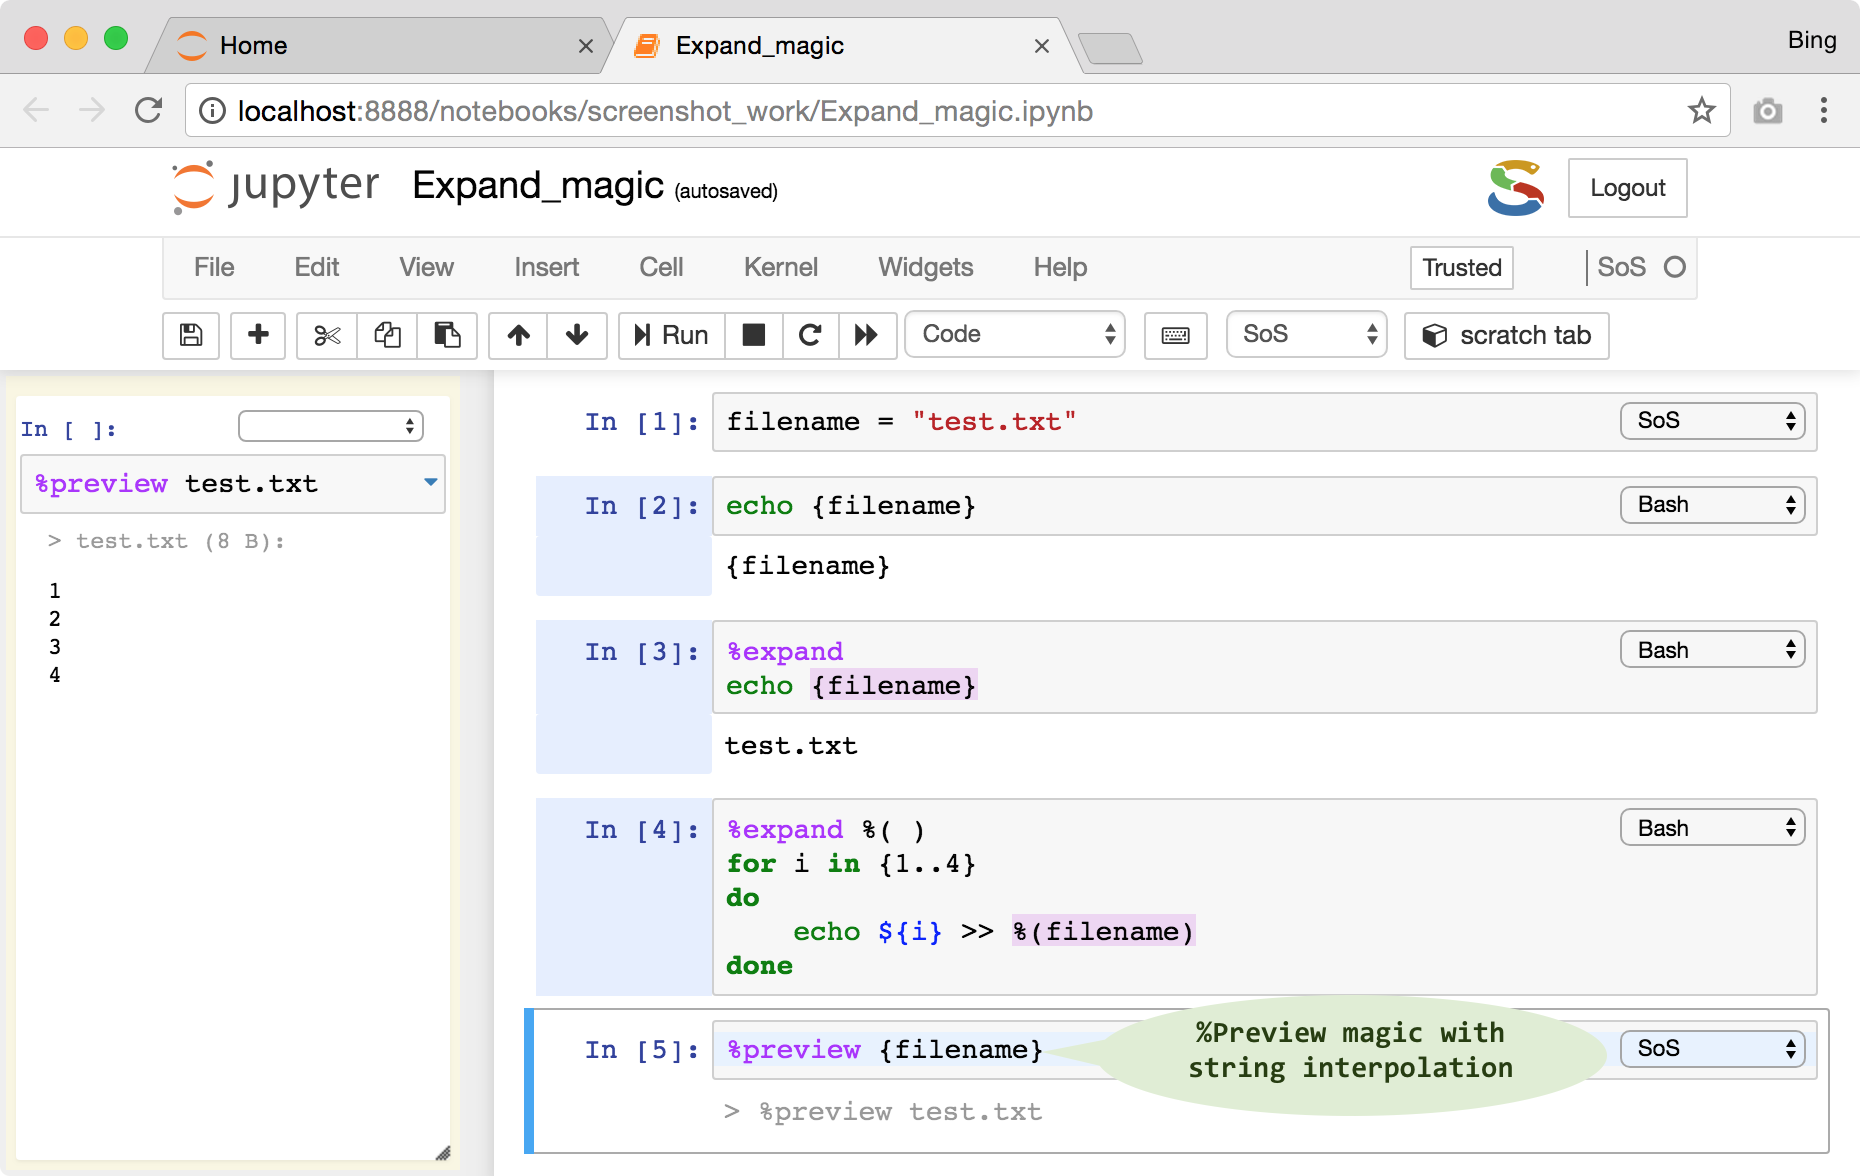 Home
Expand_magic
Bing
localhost:8888/notebooks/screenshot_work/Expand_magic.ipynb
jupyter Expand_magic (autosaved)
Logout
File Edit View Insert Cell Kernel Widgets Help Trusted SoS
Run Code SoS scratch tab
In [ ]:
%preview test.txt
> test.txt (8 B):
1
2
3
4
In [1]: filename = "test.txt" SoS
In [2]: echo {filename} Bash
{filename}
In [3]: %expand Bash
echo {filename}
test.txt
In [4]: %expand %( ) Bash
for i in {1..4}
do
echo ${i} >> %(filename)
done
In [5]: %preview {filename} SoS
%Preview magic with
string interpolation
> %preview test.txt